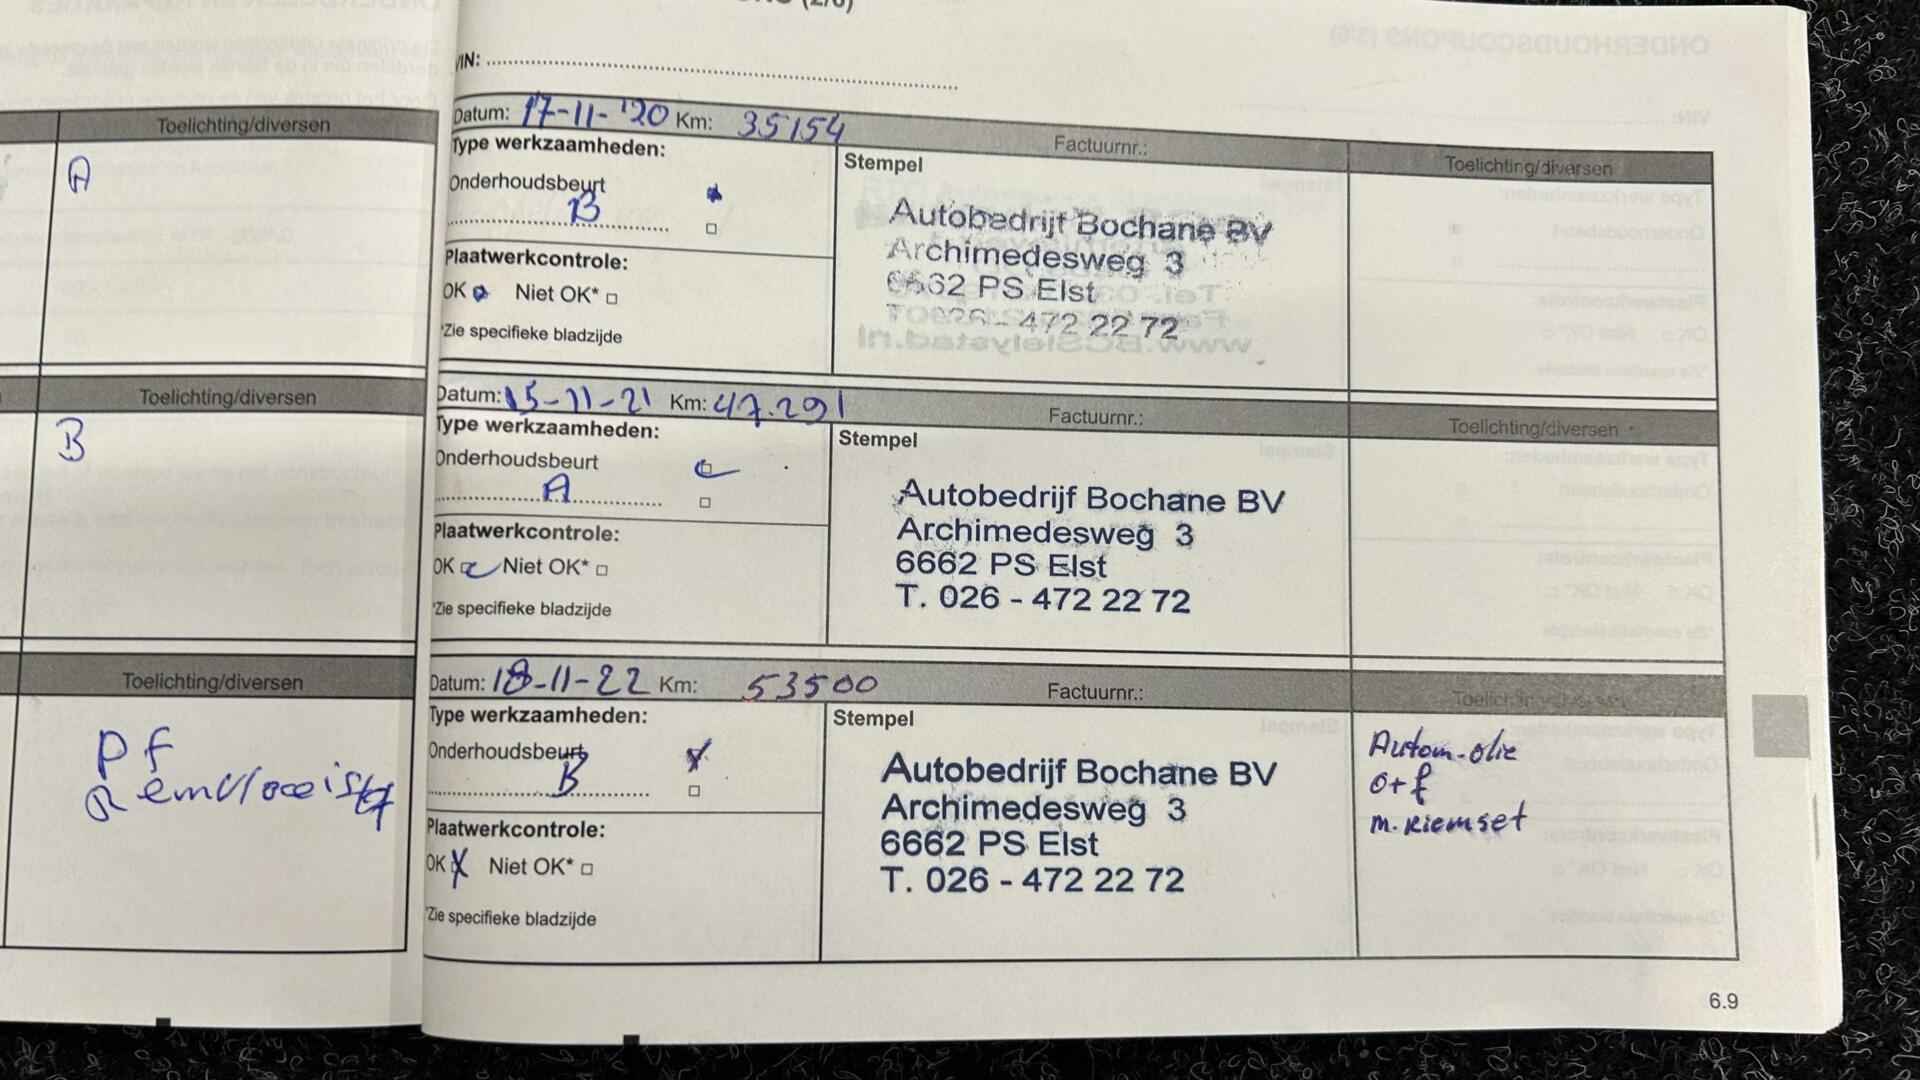 Toelichting/diversen
A
Toelichting/diversen
B
Toelichting/diversen
Pf
Remvloeistof
VIN:
Datum: 17-11-'20 Km: 35154
Factuurnr.:
Toelichting/diversen
Type werkzaamheden:
Onderhoudsbeurt
B
Plaatwerkcontrole:
OK Niet OK*
*Zie specifieke bladzijde
Stempel
Autobedrijf Bochane BV
Archimedesweg 3
6662 PS Elst
T. 026 - 472 22 72
Datum: 15-11-21 Km: 47.291
Factuurnr.:
Toelichting/diversen
Type werkzaamheden:
Onderhoudsbeurt
A
Plaatwerkcontrole:
OK Niet OK*
*Zie specifieke bladzijde
Stempel
Autobedrijf Bochane BV
Archimedesweg 3
6662 PS Elst
T. 026 - 472 22 72
Datum: 18-11-22 Km: 53500
Factuurnr.:
Toelichting/diversen
Type werkzaamheden:
Onderhoudsbeurt
B
Plaatwerkcontrole:
OK Niet OK*
*Zie specifieke bladzijde
Stempel
Autobedrijf Bochane BV
Archimedesweg 3
6662 PS Elst
T. 026 - 472 22 72
Autom-olie
o+f
m. Riemset
6.9